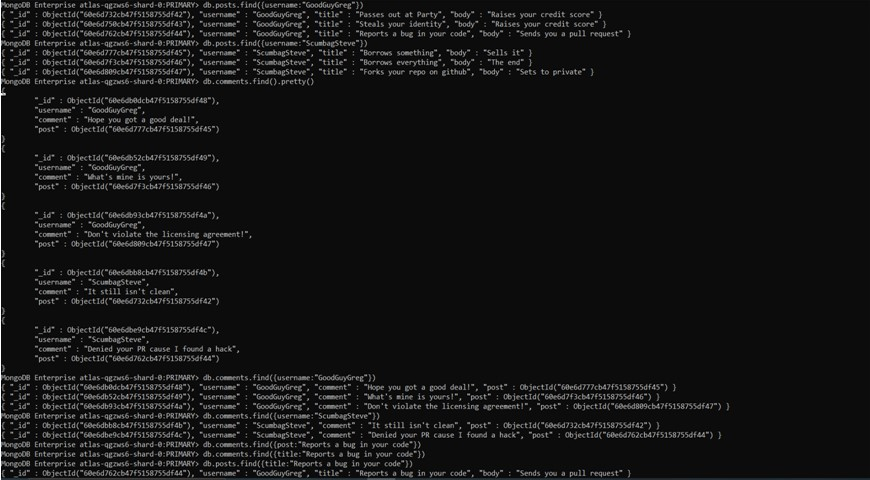 MongoDB Enterprise atlas-qgzws6-shard-0:PRIMARY> db.posts.find({username:"GoodGuyGreg"})
{ "_id" : ObjectId("60e6d732cb47f5158755df42"), "username" : "GoodGuyGreg", "title" : "Passes out at Party", "body" : "Raises your credit score" }
{ "_id" : ObjectId("60e6d750cb47f5158755df43"), "username" : "GoodGuyGreg", "title" : "Steals your identity", "body" : "Raises your credit score" }
{ "_id" : ObjectId("60e6d762cb47f5158755df44"), "username" : "GoodGuyGreg", "title" : "Reports a bug in your code", "body" : "Sends you a pull request" }
MongoDB Enterprise atlas-qgzws6-shard-0:PRIMARY> db.posts.find({username:"ScumbagSteve"})
{ "_id" : ObjectId("60e6d777cb47f5158755df45"), "username" : "ScumbagSteve", "title" : "Borrows something", "body" : "Sells it" }
{ "_id" : ObjectId("60e6d7f3cb47f5158755df46"), "username" : "ScumbagSteve", "title" : "Borrows everything", "body" : "The end" }
{ "_id" : ObjectId("60e6d809cb47f5158755df47"), "username" : "ScumbagSteve", "title" : "Forks your repo on github", "body" : "Sets to private" }
MongoDB Enterprise atlas-qgzws6-shard-0:PRIMARY> db.comments.find().pretty()
{
"_id" : ObjectId("60e6db0dcb47f5158755df48"),
"username" : "GoodGuyGreg",
"comment" : "Hope you got a good deal!",
"post" : ObjectId("60e6d777cb47f5158755df45")
}
{
"_id" : ObjectId("60e6db52cb47f5158755df49"),
"username" : "GoodGuyGreg",
"comment" : "What's mine is yours!",
"post" : ObjectId("60e6d7f3cb47f5158755df46")
}
{
"_id" : ObjectId("60e6db93cb47f5158755df4a"),
"username" : "GoodGuyGreg",
"comment" : "Don't violate the licensing agreement!",
"post" : ObjectId("60e6d809cb47f5158755df47")
}
{
"_id" : ObjectId("60e6dbb8cb47f5158755df4b"),
"username" : "ScumbagSteve",
"comment" : "It still isn't clean",
"post" : ObjectId("60e6d732cb47f5158755df42")
}
{
"_id" : ObjectId("60e6dbe9cb47f5158755df4c"),
"username" : "ScumbagSteve",
"comment" : "Denied your PR cause I found a hack",
"post" : ObjectId("60e6d762cb47f5158755df44")
}
MongoDB Enterprise atlas-qgzws6-shard-0:PRIMARY> db.comments.find({username:"GoodGuyGreg"})
{ "_id" : ObjectId("60e6db0dcb47f5158755df48"), "username" : "GoodGuyGreg", "comment" : "Hope you got a good deal!", "post" : ObjectId("60e6d777cb47f5158755df45") }
{ "_id" : ObjectId("60e6db52cb47f5158755df49"), "username" : "GoodGuyGreg", "comment" : "What's mine is yours!", "post" : ObjectId("60e6d7f3cb47f5158755df46") }
{ "_id" : ObjectId("60e6db93cb47f5158755df4a"), "username" : "GoodGuyGreg", "comment" : "Don't violate the licensing agreement!", "post" : ObjectId("60e6d809cb47f5158755df47") }
MongoDB Enterprise atlas-qgzws6-shard-0:PRIMARY> db.comments.find({username:"ScumbagSteve"})
{ "_id" : ObjectId("60e6dbb8cb47f5158755df4b"), "username" : "ScumbagSteve", "comment" : "It still isn't clean", "post" : ObjectId("60e6d732cb47f5158755df42") }
{ "_id" : ObjectId("60e6dbe9cb47f5158755df4c"), "username" : "ScumbagSteve", "comment" : "Denied your PR cause I found a hack", "post" : ObjectId("60e6d762cb47f5158755df44") }
MongoDB Enterprise atlas-qgzws6-shard-0:PRIMARY> db.comments.find({post:"Reports a bug in your code"})
MongoDB Enterprise atlas-qgzws6-shard-0:PRIMARY> db.comments.find({title:"Reports a bug in your code"})
MongoDB Enterprise atlas-qgzws6-shard-0:PRIMARY> db.posts.find({title:"Reports a bug in your code"})
{ "_id" : ObjectId("60e6d762cb47f5158755df44"), "username" : "GoodGuyGreg", "title" : "Reports a bug in your code", "body" : "Sends you a pull request" }